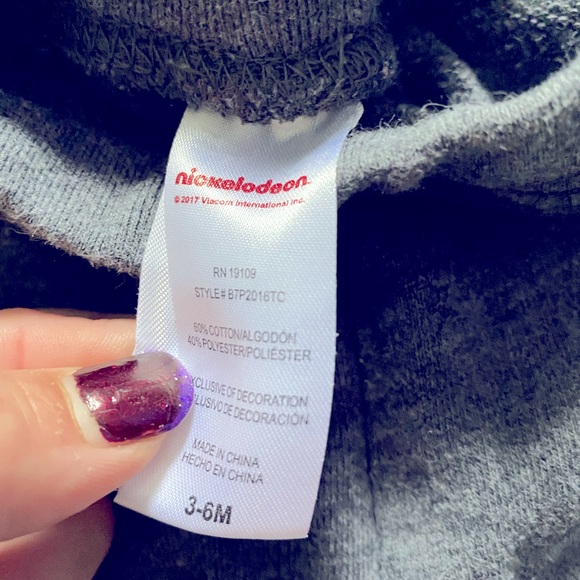 nickelodeon
© 2017 Viacom International Inc.
RN 19109
STYLE# B7P2016TC
60% COTTON/ALGODÓN
40% POLYESTER/POLIÉSTER
OF DECORATION
DE DECORACIÓN
MADE IN CHINA
HECHO EN CHINA
3-6M